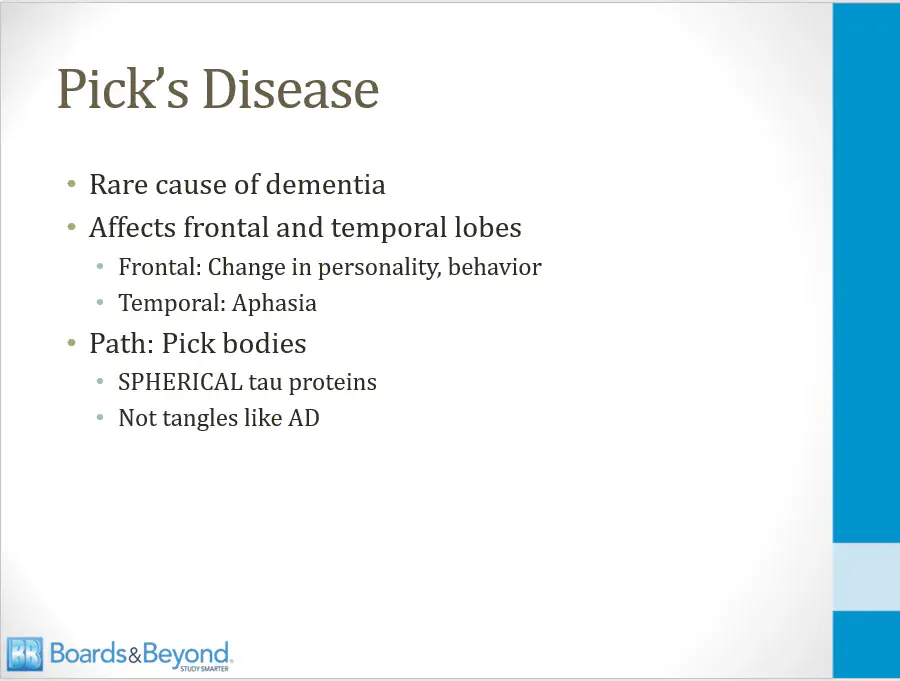 Pick's Disease
• Rare cause of dementia
• Affects frontal and temporal lobes
• Frontal: Change in personality, behavior
• Temporal: Aphasia
• Path: Pick bodies
• SPHERICAL tau proteins
• Not tangles like AD
BB Boards&Beyond.
STUDY SMARTER